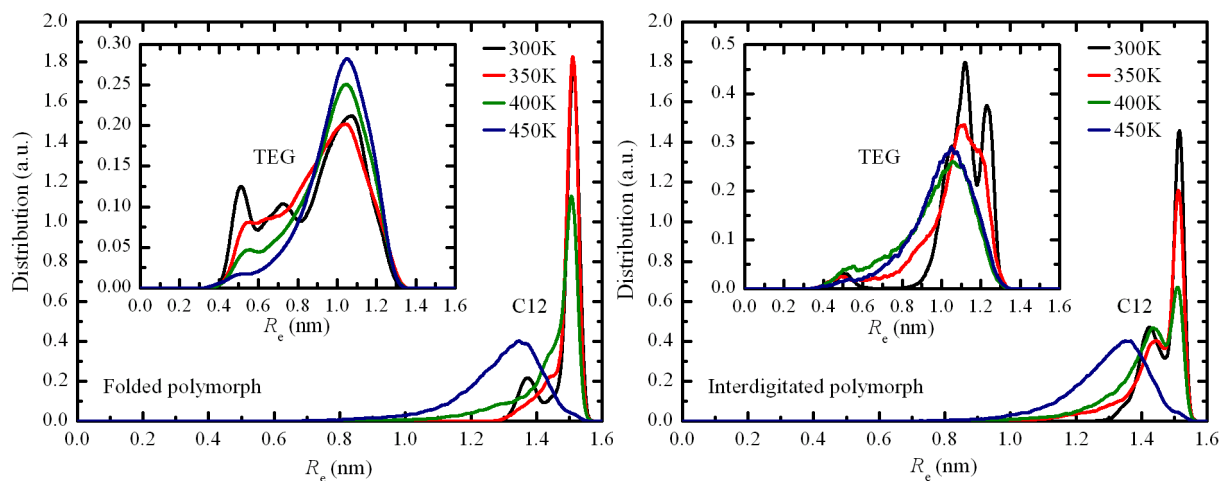 2.0
1.8
1.6
1.4
1.2
1.0
0.8
0.6
0.4
0.2
0.0
Distribution (a.u.)
0.0 0.2 0.4 0.6 0.8 1.0 1.2 1.4 1.6
Re (nm)
0.30
0.25
0.20
0.15
0.10
0.05
0.00
0.0 0.2 0.4 0.6 0.8 1.0 1.2 1.4 1.6
Re (nm)
TEG
300K
350K
400K
450K
C12
Folded polymorph
2.0
1.8
1.6
1.4
1.2
1.0
0.8
0.6
0.4
0.2
0.0
Distribution (a.u.)
0.0 0.2 0.4 0.6 0.8 1.0 1.2 1.4 1.6
Re (nm)
0.5
0.4
0.3
0.2
0.1
0.0
0.0 0.2 0.4 0.6 0.8 1.0 1.2 1.4 1.6
Re (nm)
TEG
300K
350K
400K
450K
C12
Interdigitated polymorph